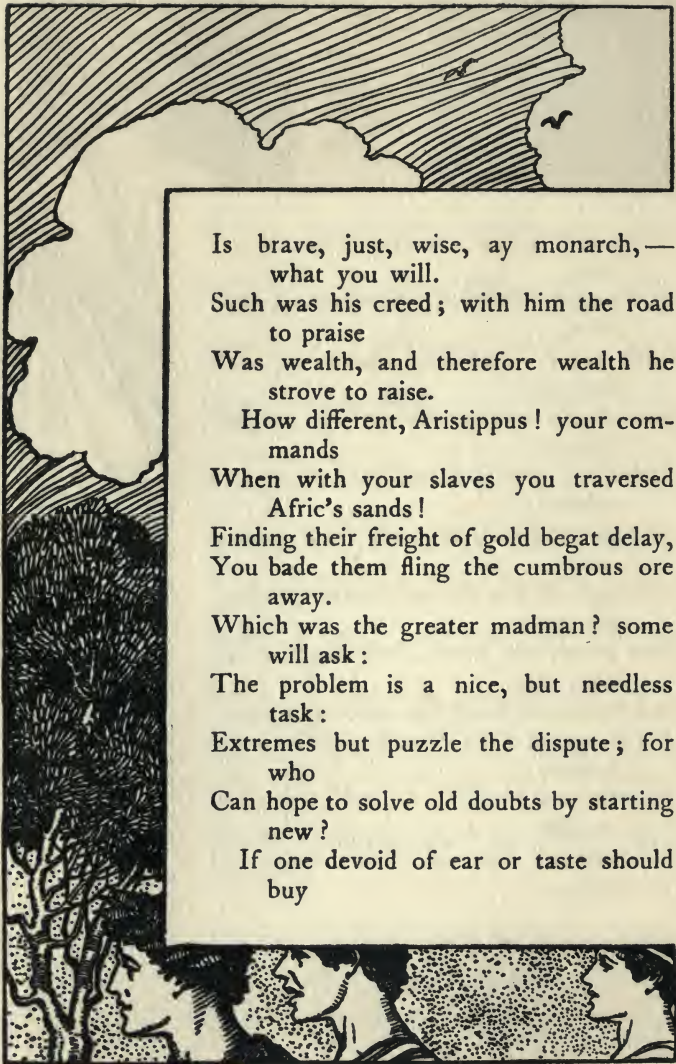 Is brave, just, wise, ay monarch,—
what you will.
Such was his creed; with him the road
to praise
Was wealth, and therefore wealth he
strove to raise.
How different, Aristippus! your com-
mands
When with your slaves you traversed
Afric's sands!
Finding their freight of gold begat delay,
You bade them fling the cumbrous ore
away.
Which was the greater madman? some
will ask:
The problem is a nice, but needless
task:
Extremes but puzzle the dispute; for
who
Can hope to solve old doubts by starting
new?
If one devoid of ear or taste should
buy